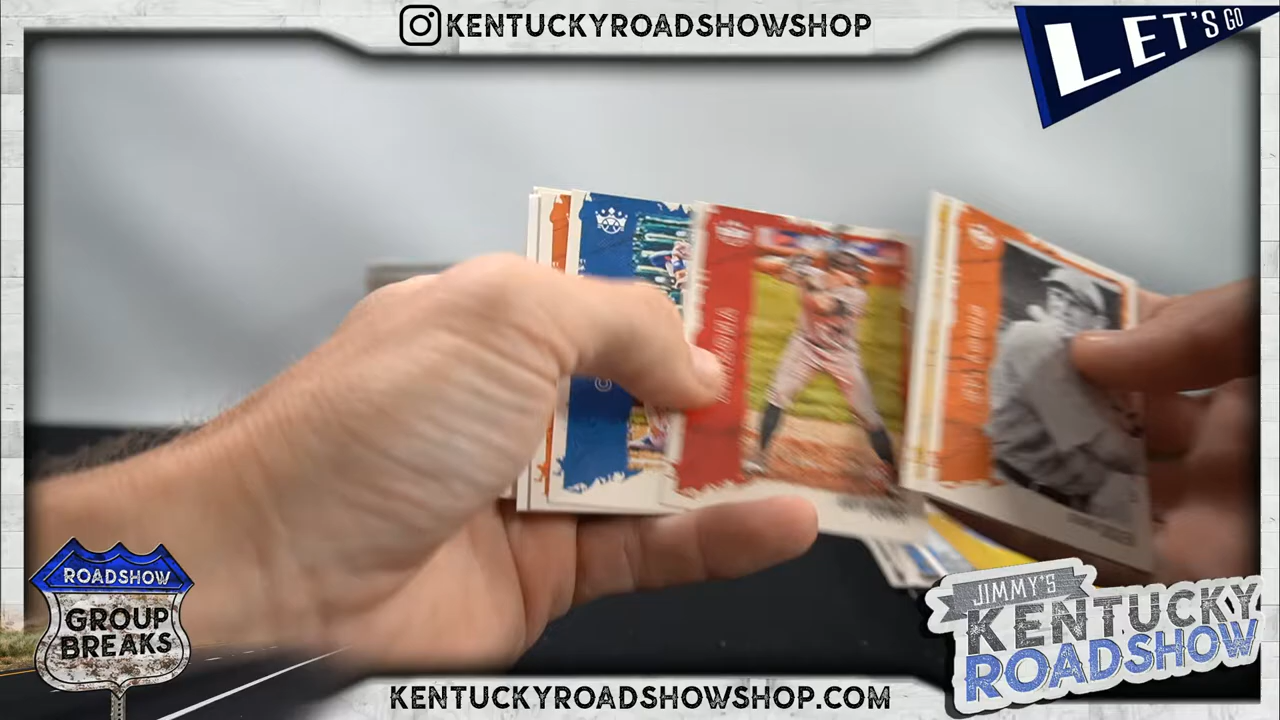 KENTUCKYROADSHOWSHOP
LET'S GO
ROADSHOW
GROUP
BREAKS
JIMMY'S
KENTUCKY
ROADSHOW
KENTUCKYROADSHOWSHOP.COM